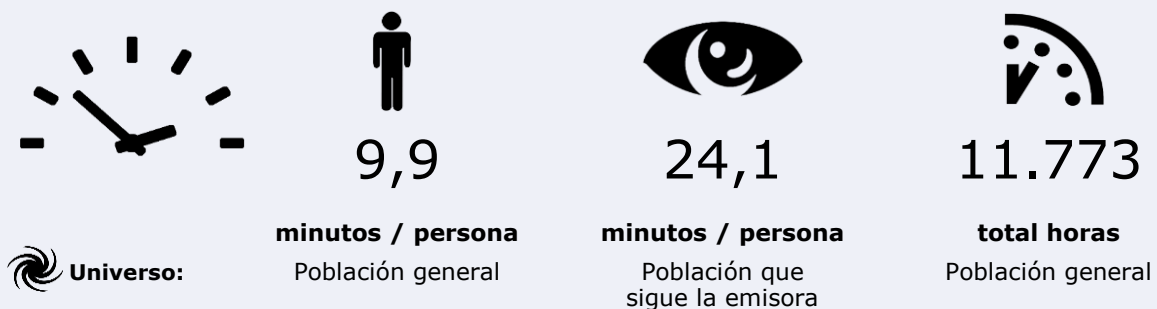 9,9
24,1
11.773
minutos / persona
minutos / persona
total horas
Universo:
Población general
Población que
sigue la emisora
Población general